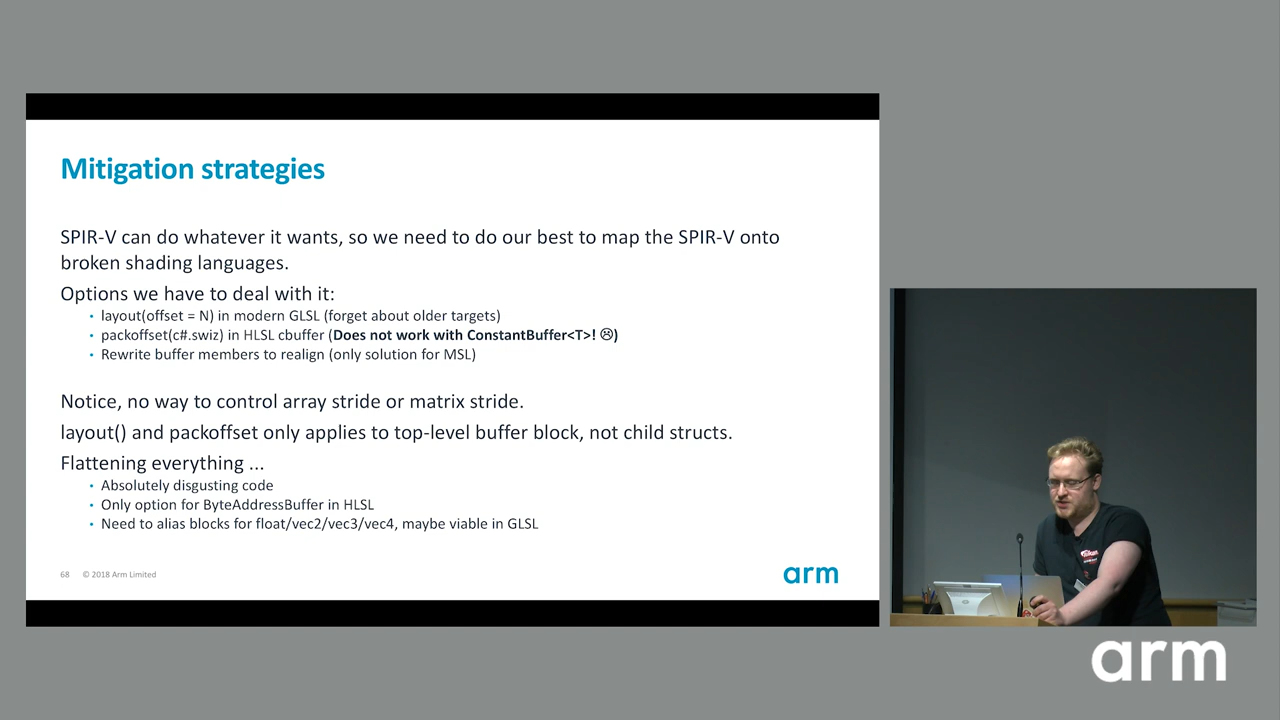 Mitigation strategies
SPIR-V can do whatever it wants, so we need to do our best to map the SPIR-V onto
broken shading languages.
Options we have to deal with it:
• layout(offset = N) in modern GLSL (forget about older targets)
• packoffset(c#.swiz) in HLSL cbuffer (Does not work with ConstantBuffer<T>! ☹)
• Rewrite buffer members to realign (only solution for MSL)
Notice, no way to control array stride or matrix stride.
layout() and packoffset only applies to top-level buffer block, not child structs.
Flattening everything ...
• Absolutely disgusting code
• Only option for ByteAddressBuffer in HLSL
• Need to alias blocks for float/vec2/vec3/vec4, maybe viable in GLSL
68 © 2018 Arm Limited
arm
arm